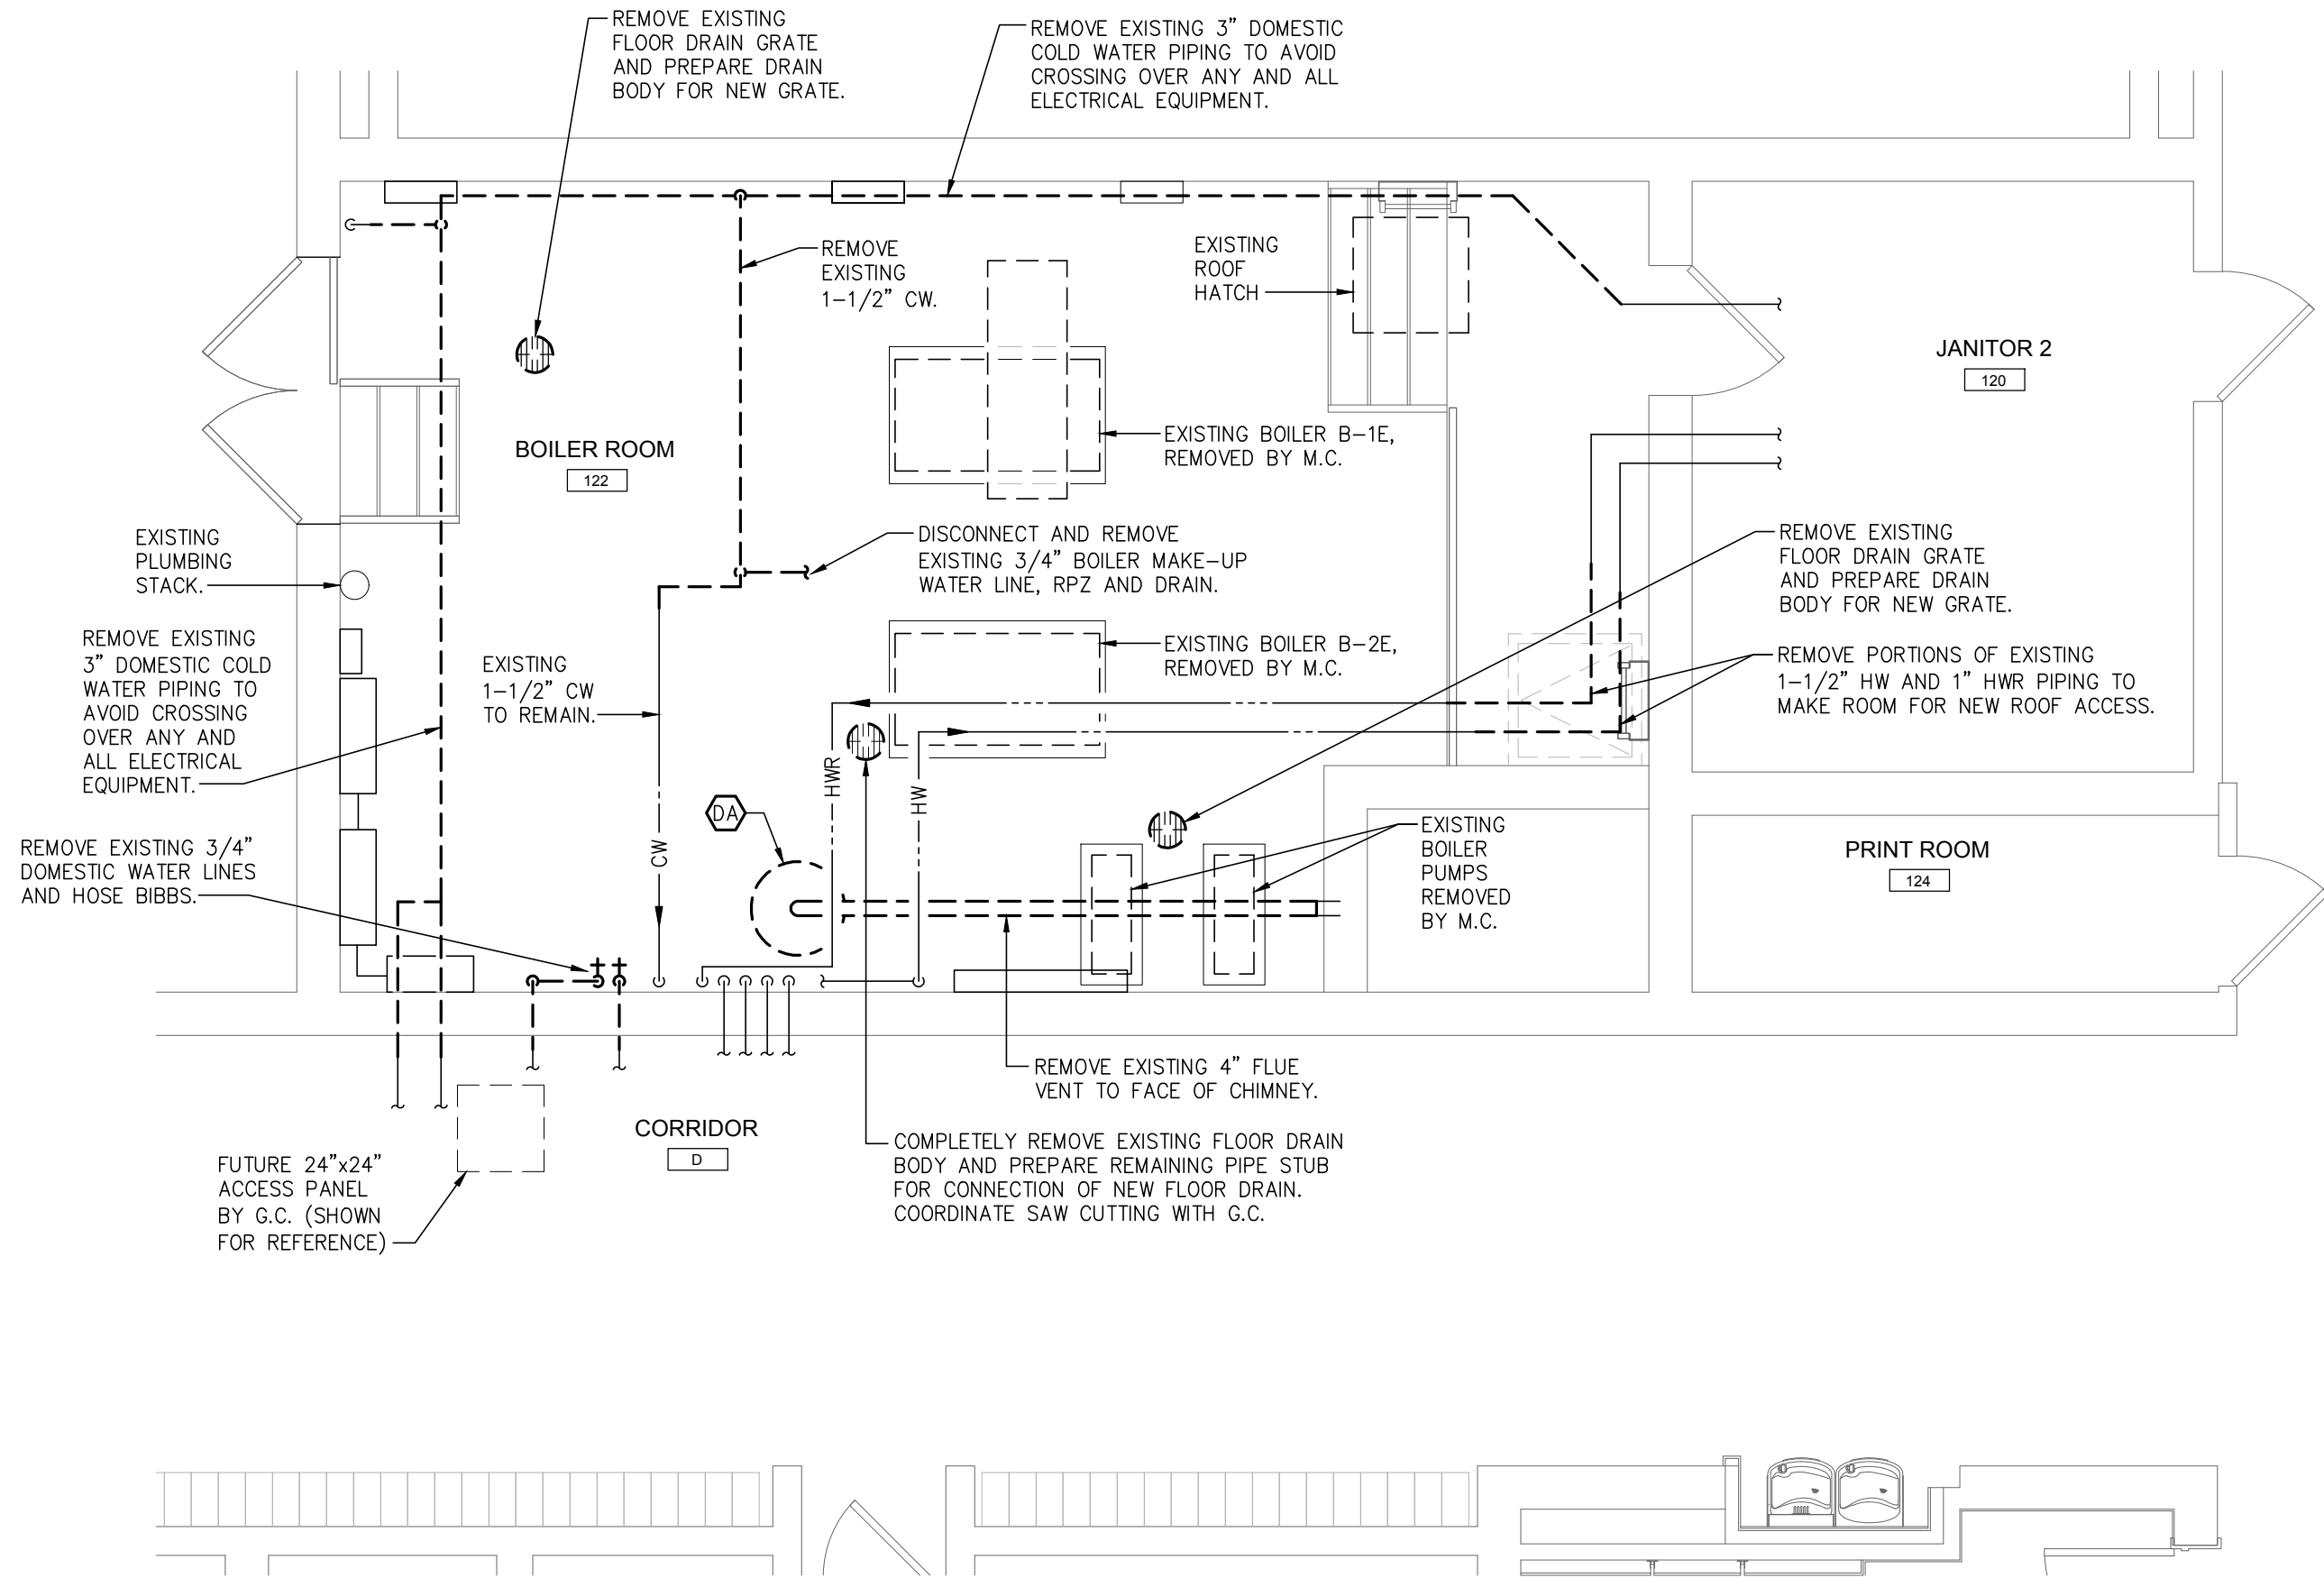 REMOVE EXISTING
FLOOR DRAIN GRATE
AND PREPARE DRAIN
BODY FOR NEW GRATE.
REMOVE EXISTING 3" DOMESTIC
COLD WATER PIPING TO AVOID
CROSSING OVER ANY AND ALL
ELECTRICAL EQUIPMENT.
REMOVE
EXISTING
1-1/2" CW.
EXISTING
ROOF
HATCH
JANITOR 2
120
BOILER ROOM
122
EXISTING BOILER B-1E,
REMOVED BY M.C.
EXISTING
PLUMBING
STACK.
DISCONNECT AND REMOVE
EXISTING 3/4" BOILER MAKE-UP
WATER LINE, RPZ AND DRAIN.
REMOVE EXISTING
FLOOR DRAIN GRATE
AND PREPARE DRAIN
BODY FOR NEW GRATE.
REMOVE EXISTING
3" DOMESTIC COLD
WATER PIPING TO
AVOID CROSSING
OVER ANY AND
ALL ELECTRICAL
EQUIPMENT.
EXISTING
1-1/2" CW
TO REMAIN.
EXISTING BOILER B-2E,
REMOVED BY M.C.
REMOVE PORTIONS OF EXISTING
1-1/2" HW AND 1" HWR PIPING TO
MAKE ROOM FOR NEW ROOF ACCESS.
HWR
HW
DA
CW
REMOVE EXISTING 3/4"
DOMESTIC WATER LINES
AND HOSE BIBBS.
EXISTING
BOILER
PUMPS
REMOVED
BY M.C.
PRINT ROOM
124
REMOVE EXISTING 4" FLUE
VENT TO FACE OF CHIMNEY.
CORRIDOR
D
COMPLETELY REMOVE EXISTING FLOOR DRAIN
BODY AND PREPARE REMAINING PIPE STUB
FOR CONNECTION OF NEW FLOOR DRAIN.
COORDINATE SAW CUTTING WITH G.C.
FUTURE 24"x24"
ACCESS PANEL
BY G.C. (SHOWN
FOR REFERENCE)